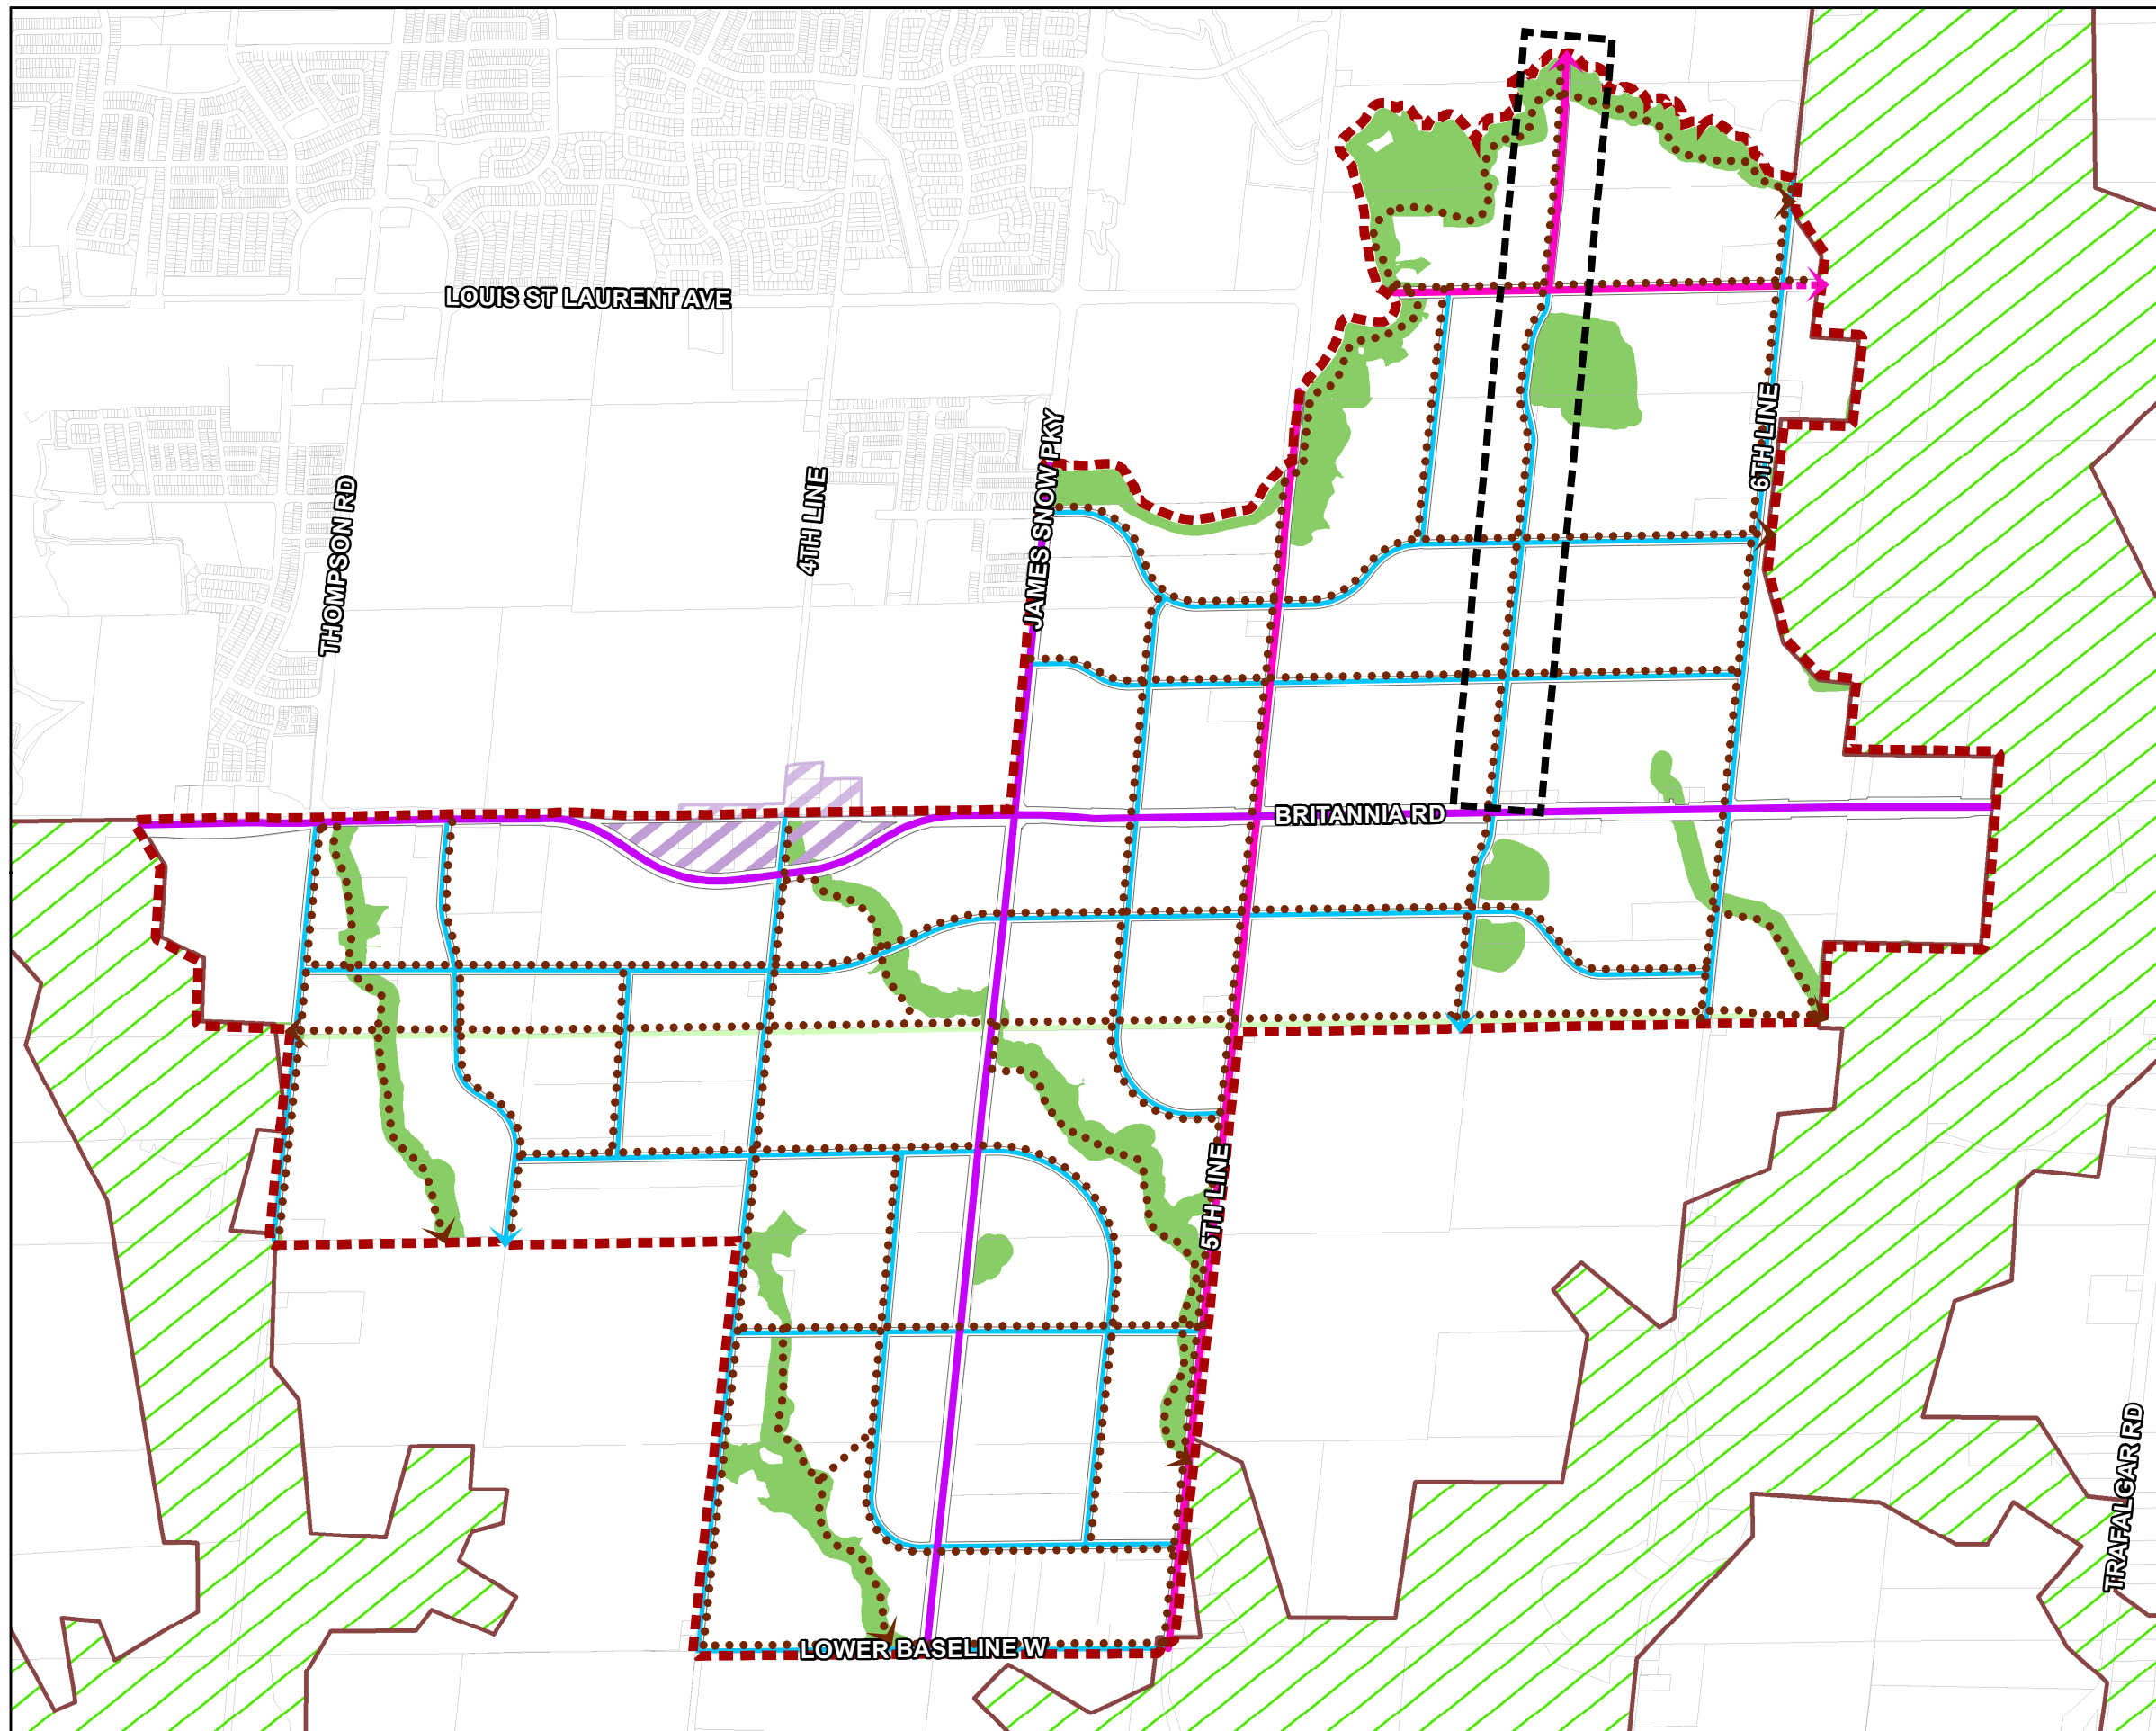 LOUIS ST LAURENT AVE
THOMPSON RD
4TH LINE
JAMES SNOW PKY
6TH LINE
BRITANNIA RD
5TH LINE
TRAFALGAR RD
LOWER BASELINE W